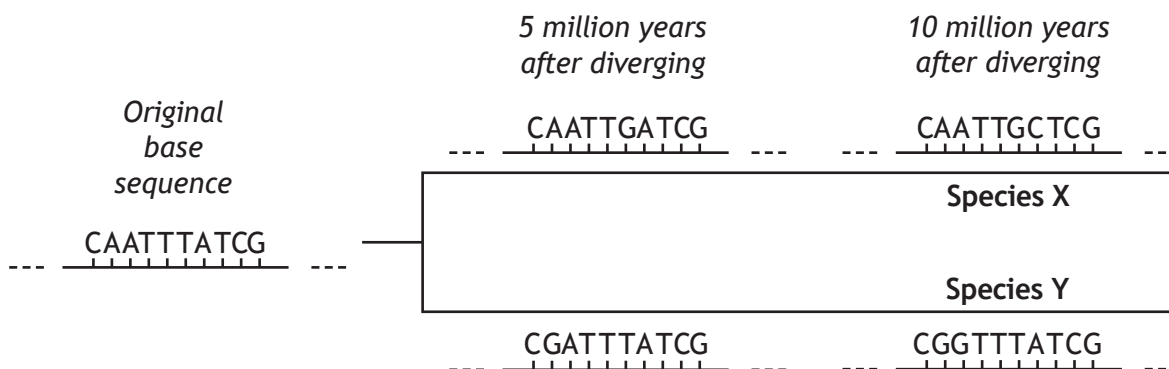 5 million years
after diverging
10 million years
after diverging
Original
base
sequence
CAATTGATCG
CAATTGCTCG
Species X
CAATTTATCG
Species Y
CGATTTATCG
CGGTTTATCG